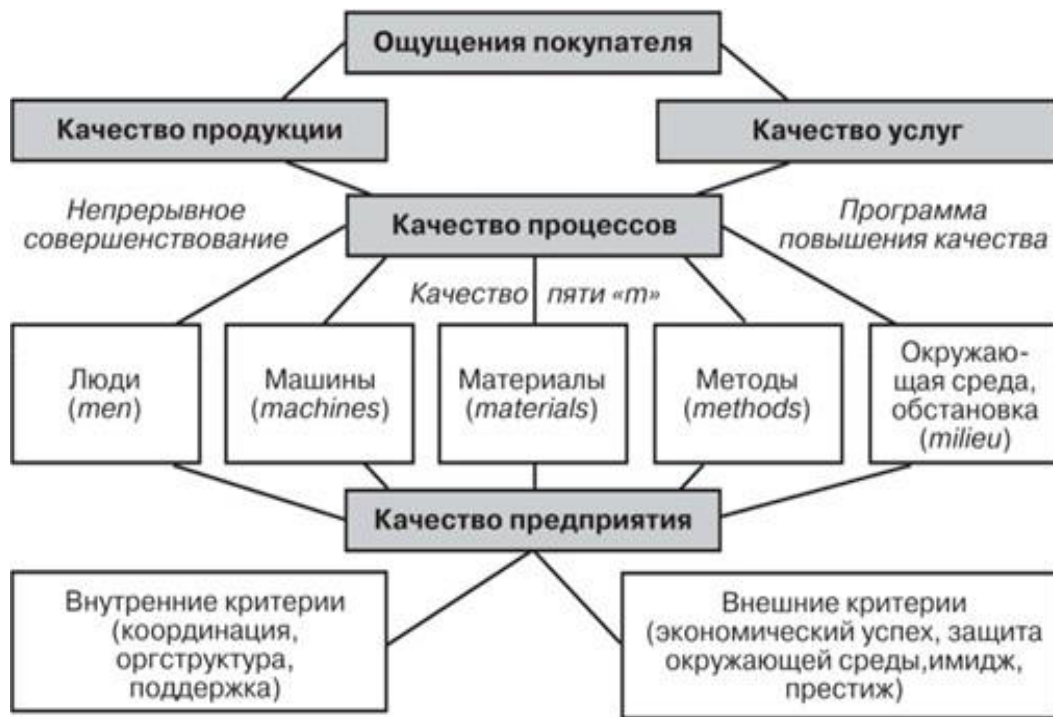 Ощущения покупателя
Качество продукции
Качество услуг
Непрерывное
совершенствование
Качество процессов
Программа
повышения качества
Качество пяти «m»
Люди
(men)
Машины
(machines)
Материалы
(materials)
Методы
(methods)
Окружаю-
щая среда,
обстановка
(milieu)
Качество предприятия
Внутренние критерии
(координация,
оргструктура,
поддержка)
Внешние критерии
(экономический успех, защита
окружающей среды,имидж,
престиж)